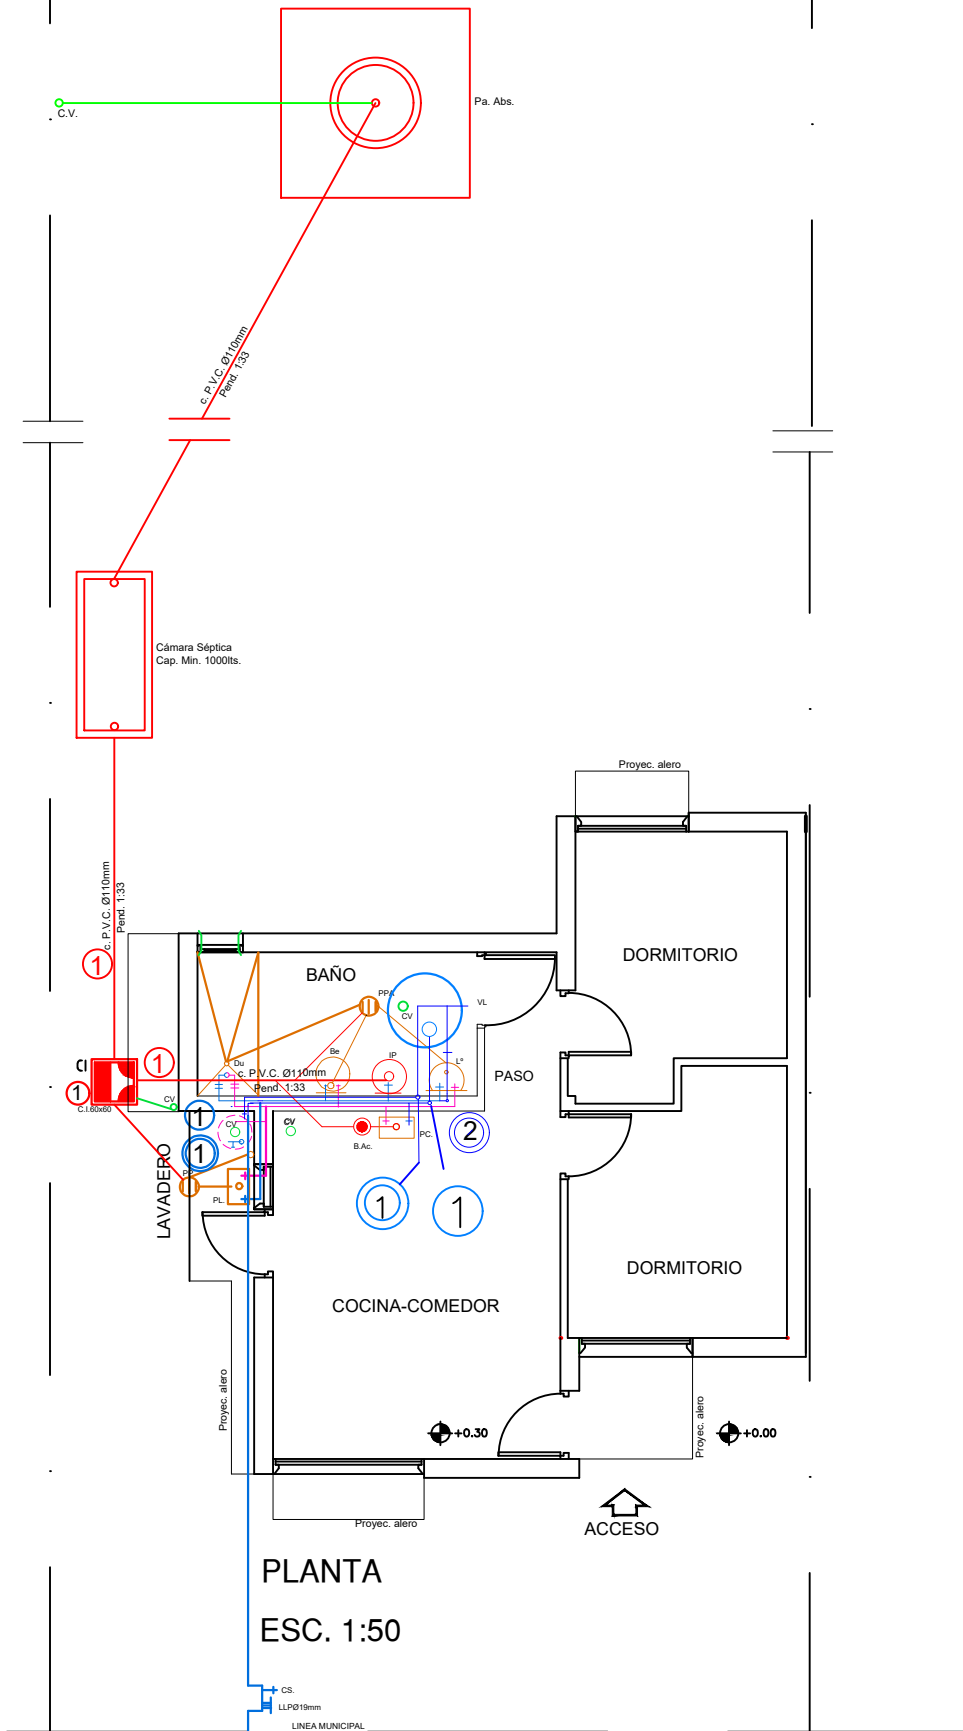 Pa. Abs.
C.V.
c. P.V.C. Ø110mm
Pend. 1:33
Cámara Séptica
Cap. Min. 1000lts.
Proyec. alero
c. P.V.C. Ø110mm
Pend. 1:33
1
DORMITORIO
BAÑO
PPA
CV
VL
CI
1
Du
Be
IP
Lº
c. P.V.C. Ø110mm
Pend. 1:33
PASO
1
C.I.60x60
CV
1
CV
CV
B.Ac.
PC.
2
1
LAVADERO
PP
PL.
1
1
DORMITORIO
COCINA-COMEDOR
Proyec. alero
Proyec. alero
+0.30
+0.00
Proyec. alero
ACCESO
PLANTA
ESC. 1:50
CS.
LLPØ19mm
LINEA MUNICIPAL